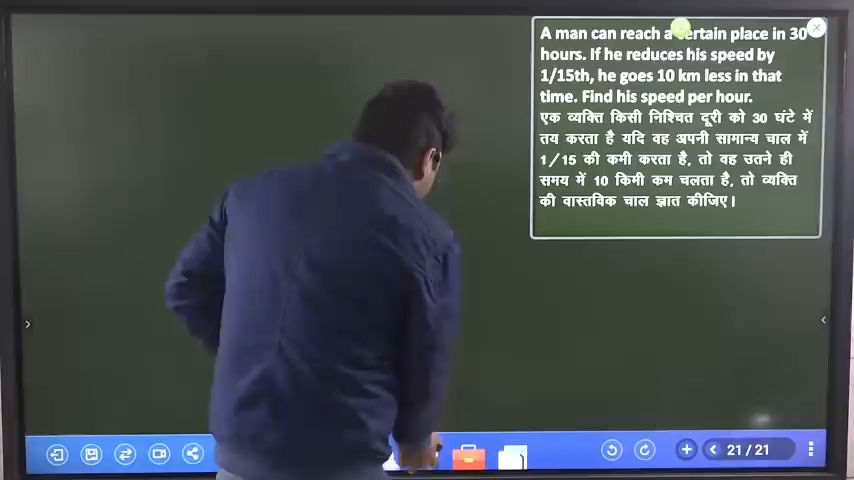 A man can reach a certain place in 30
hours. If he reduces his speed by
1/15th, he goes 10 km less in that
time. Find his speed per hour.
एक व्यक्ति किसी निश्चित दूरी को 30 घंटे में
तय करता है यदि वह अपनी सामान्य चाल में
1/15 की कमी करता है, तो वह उतने ही
समय में 10 किमी कम चलता है, तो व्यक्ति
की वास्तविक चाल ज्ञात कीजिए।
21/21